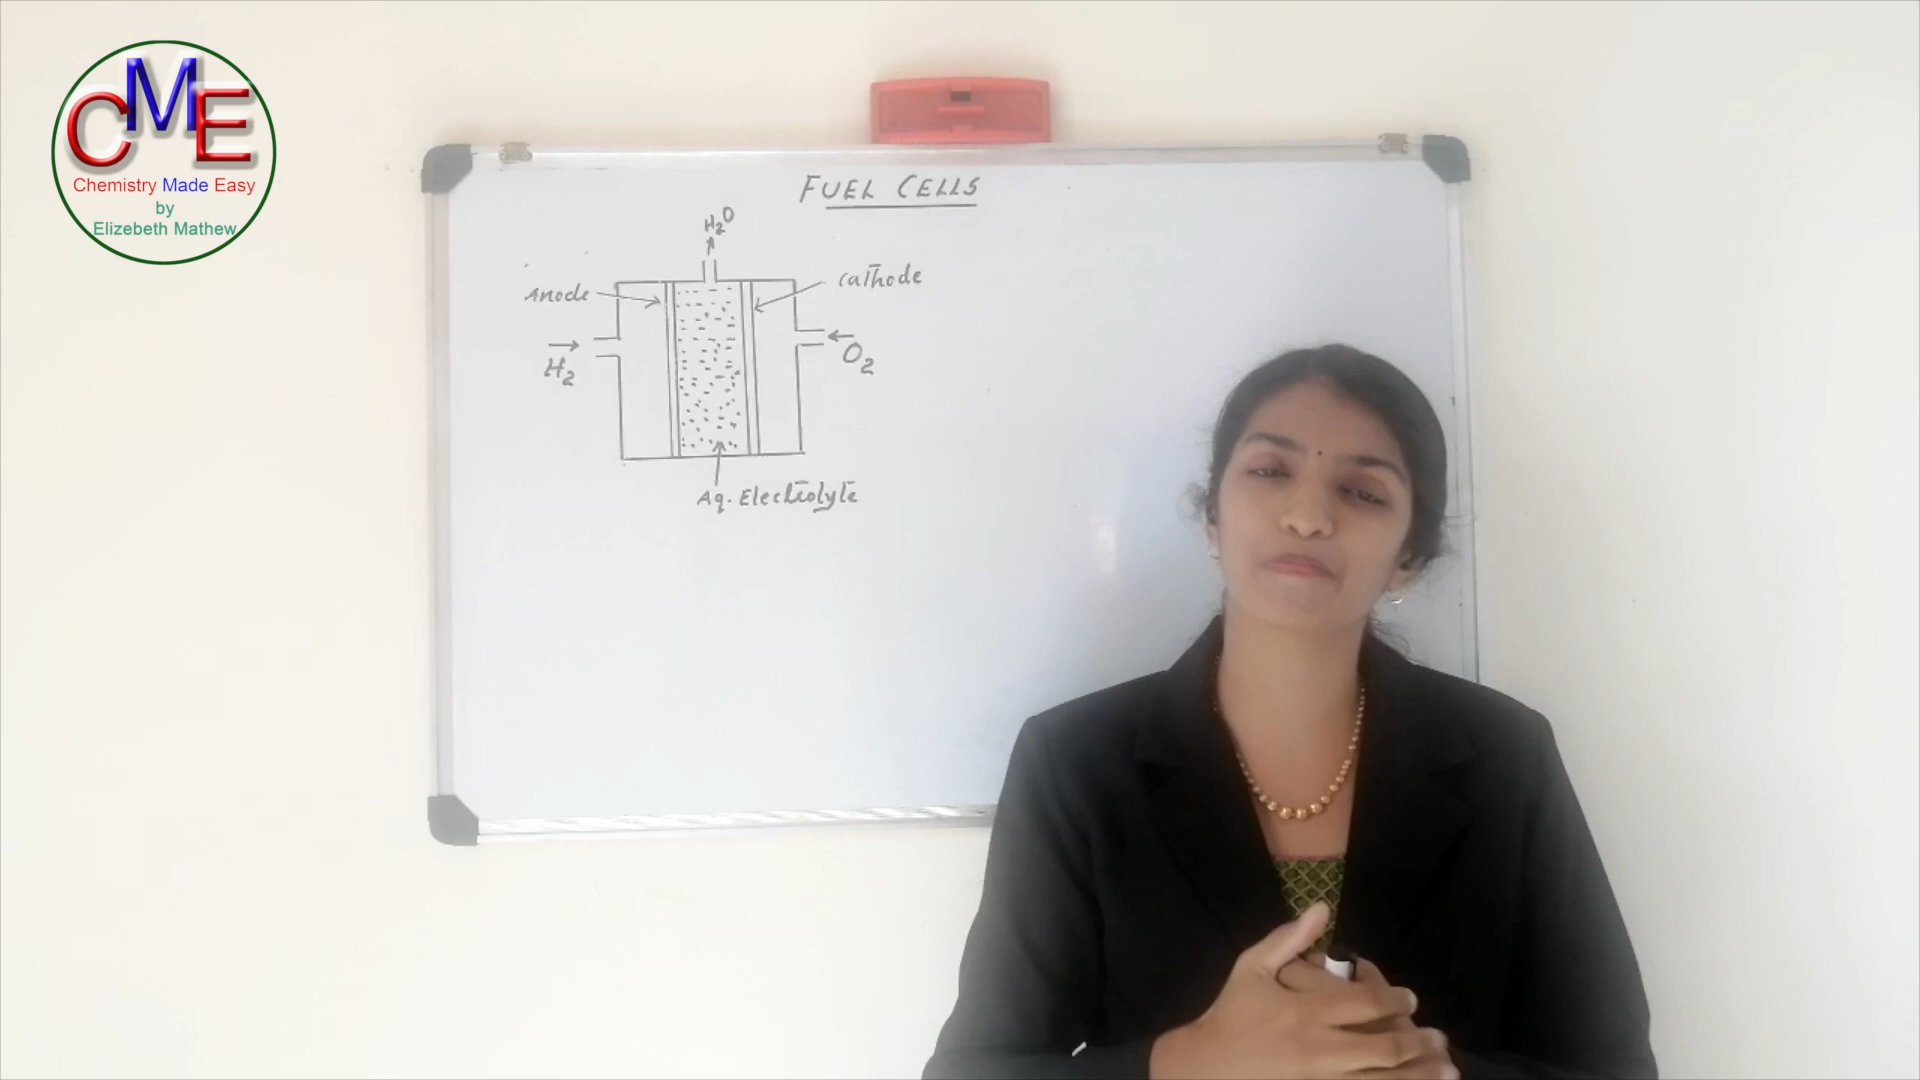 CME
Chemistry Made Easy
by
Elizebeth Mathew
FUEL CELLS
H₂O
Anode
Cathode
H₂
O₂
Aq. Electrolyte